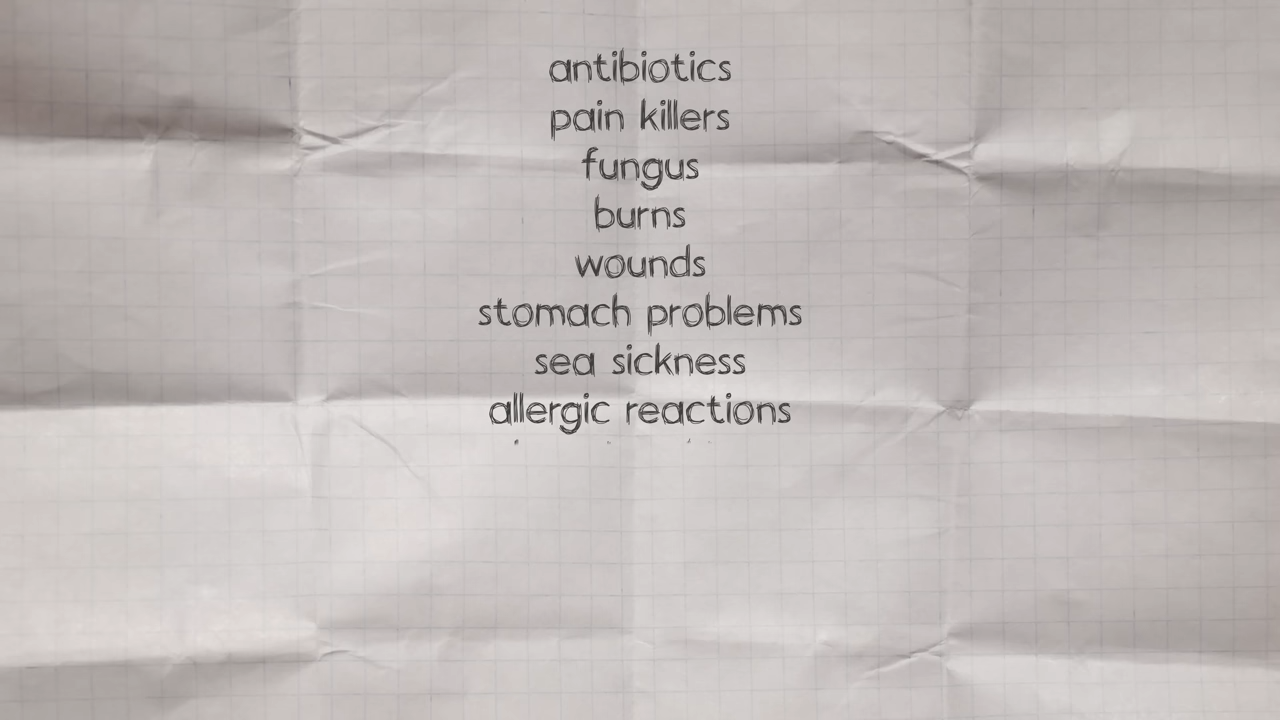 antibiotics
pain killers
fungus
burns
wounds
stomach problems
sea sickness
allergic reactions